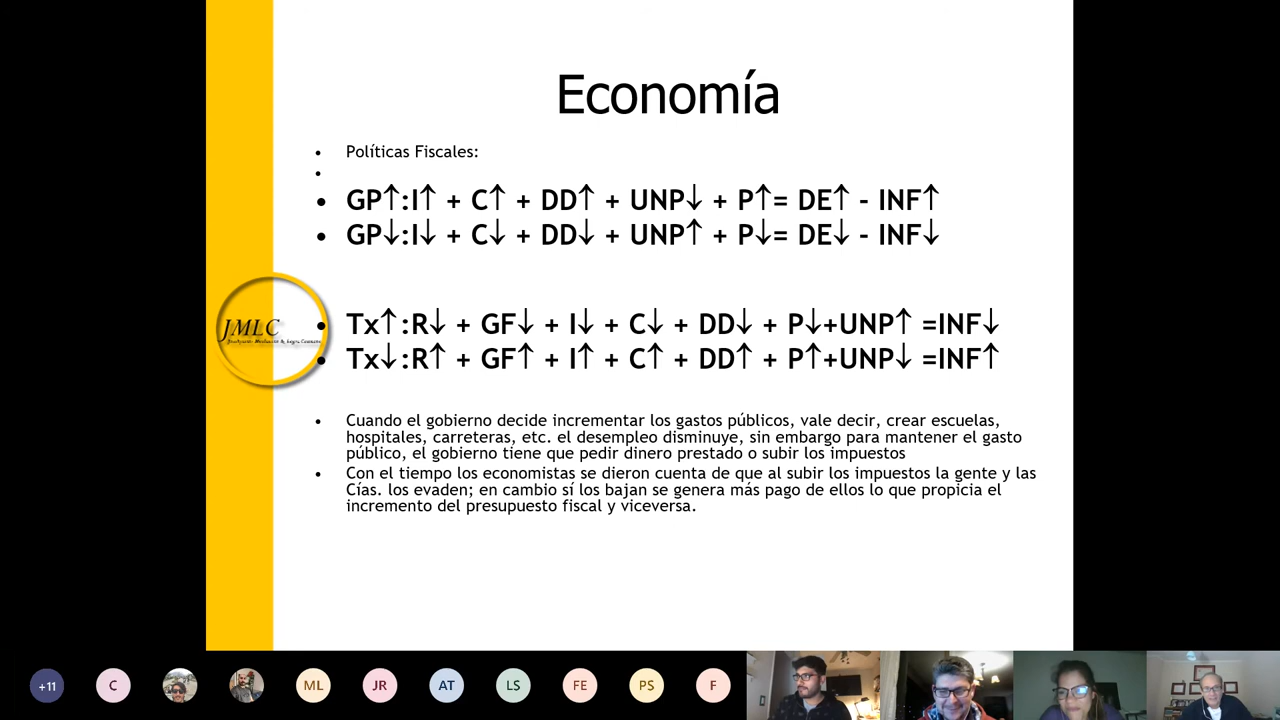 Economía
• Políticas Fiscales:
•
• GP↑:I↑ + C↑ + DD↑ + UNP↓ + P↑= DE↑ - INF↑
• GP↓:I↓ + C↓ + DD↓ + UNP↑ + P↓= DE↓ - INF↓
JMLC
• Tx↑:R↓ + GF↓ + I↓ + C↓ + DD↓ + P↓+UNP↑ =INF↓
• Tx↓:R↑ + GF↑ + I↑ + C↑ + DD↑ + P↑+UNP↓ =INF↑
• Cuando el gobierno decide incrementar los gastos públicos, vale decir, crear escuelas,
hospitales, carreteras, etc. el desempleo disminuye, sin embargo para mantener el gasto
público, el gobierno tiene que pedir dinero prestado o subir los impuestos
• Con el tiempo los economistas se dieron cuenta de que al subir los impuestos la gente y las
Cías. los evaden; en cambio sí los bajan se genera más pago de ellos lo que propicia el
incremento del presupuesto fiscal y viceversa.
+11 C ML JR AT LS FE PS F